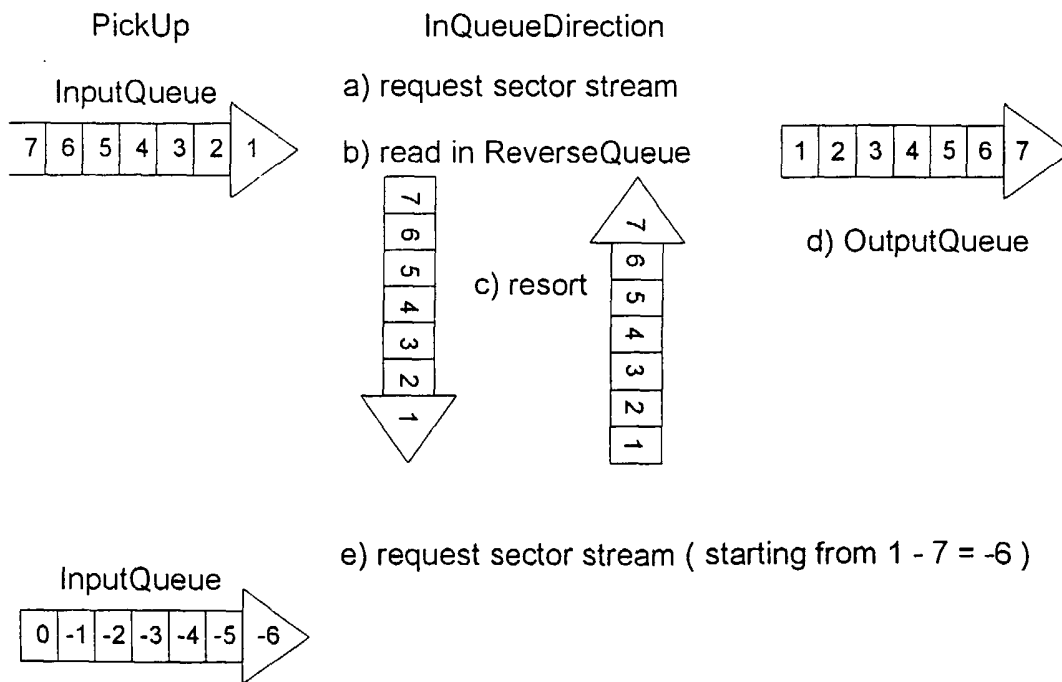 PickUp
InQueueDirection
InputQueue
a) request sector stream
7 6 5 4 3 2 1
b) read in ReverseQueue
1 2 3 4 5 6 7
7 6 5 4 3 2 1
c) resort
7 6 5 4 3 2 1
d) OutputQueue
e) request sector stream ( starting from 1 - 7 = -6 )
InputQueue
0 -1 -2 -3 -4 -5 -6